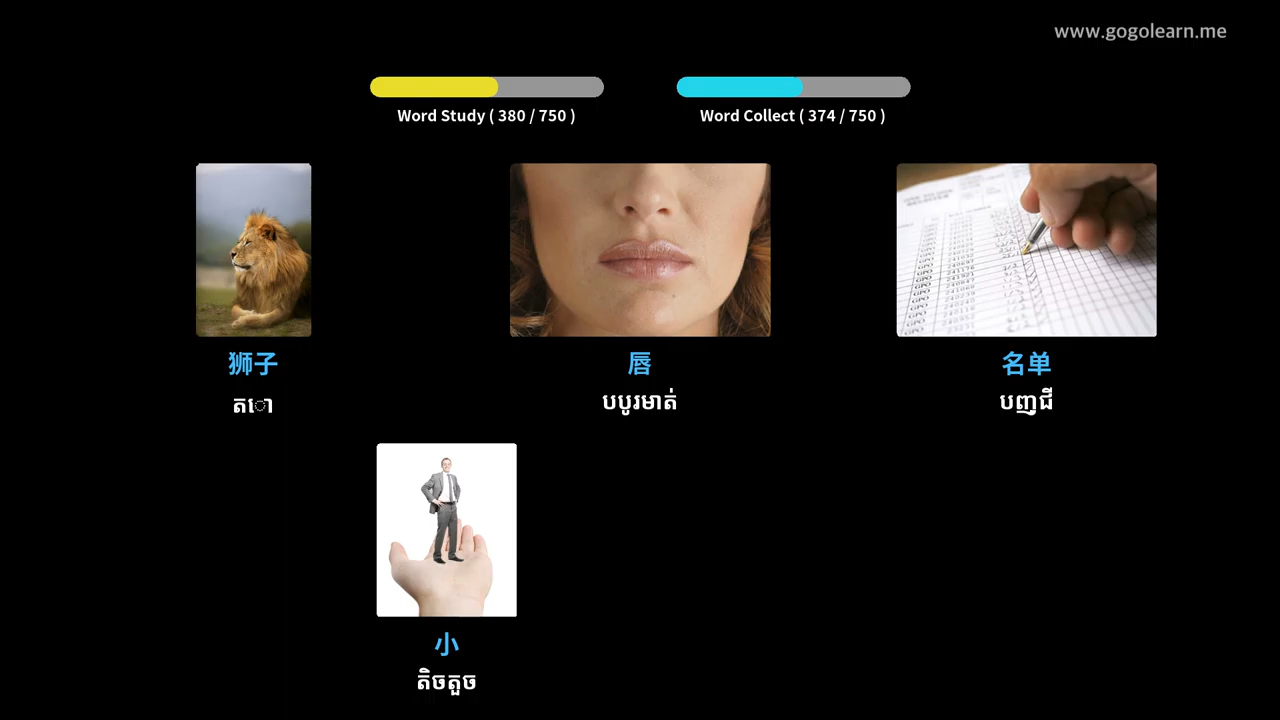 www.gogolearn.me
Word Study ( 380 / 750 )
Word Collect ( 374 / 750 )
狮子
តោ
唇
បបូរមាត់
名单
បញ្ជី
小
តិចតួច